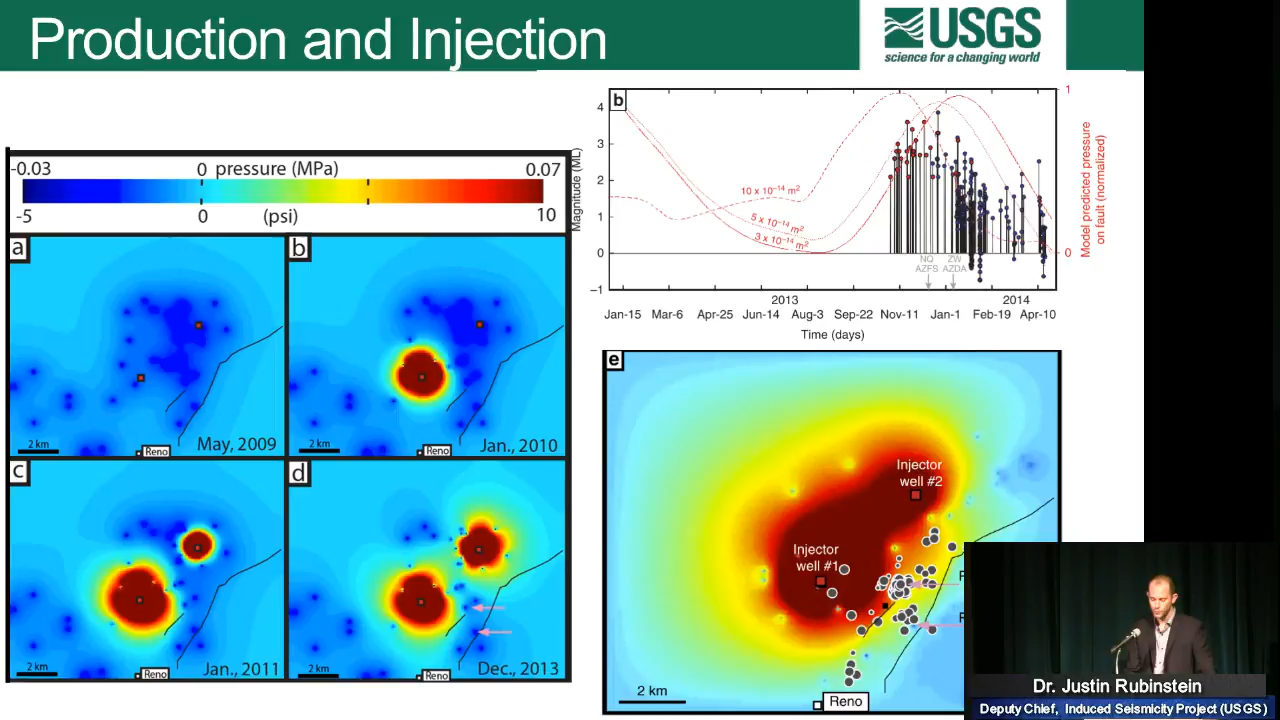 Production and Injection
USGS
science for a changing world
-0.03 0 pressure (MPa) 0.07
-5 0 (psi) 10
a
2 km
Reno
May, 2009
b
2 km
Reno
Jan., 2010
c
2 km
Reno
Jan., 2011
d
2 km
Reno
Dec., 2013
b
Magnitude (ML)
4
3
2
1
0
−1
10 x 10⁻¹⁴ m²
5 x 10⁻¹⁴ m²
3 x 10⁻¹⁴ m²
NQ ZW
AZFS AZDA
1
0
Model predicted pressure
on fault (normalized)
2013 2014
Jan-15 Mar-6 Apr-25 Jun-14 Aug-3 Sep-22 Nov-11 Jan-1 Feb-19 Apr-10
Time (days)
e
Injector
well #2
Injector
well #1
2 km
Reno
Dr. Justin Rubinstein
Deputy Chief, Induced Seismicity Project (USGS)